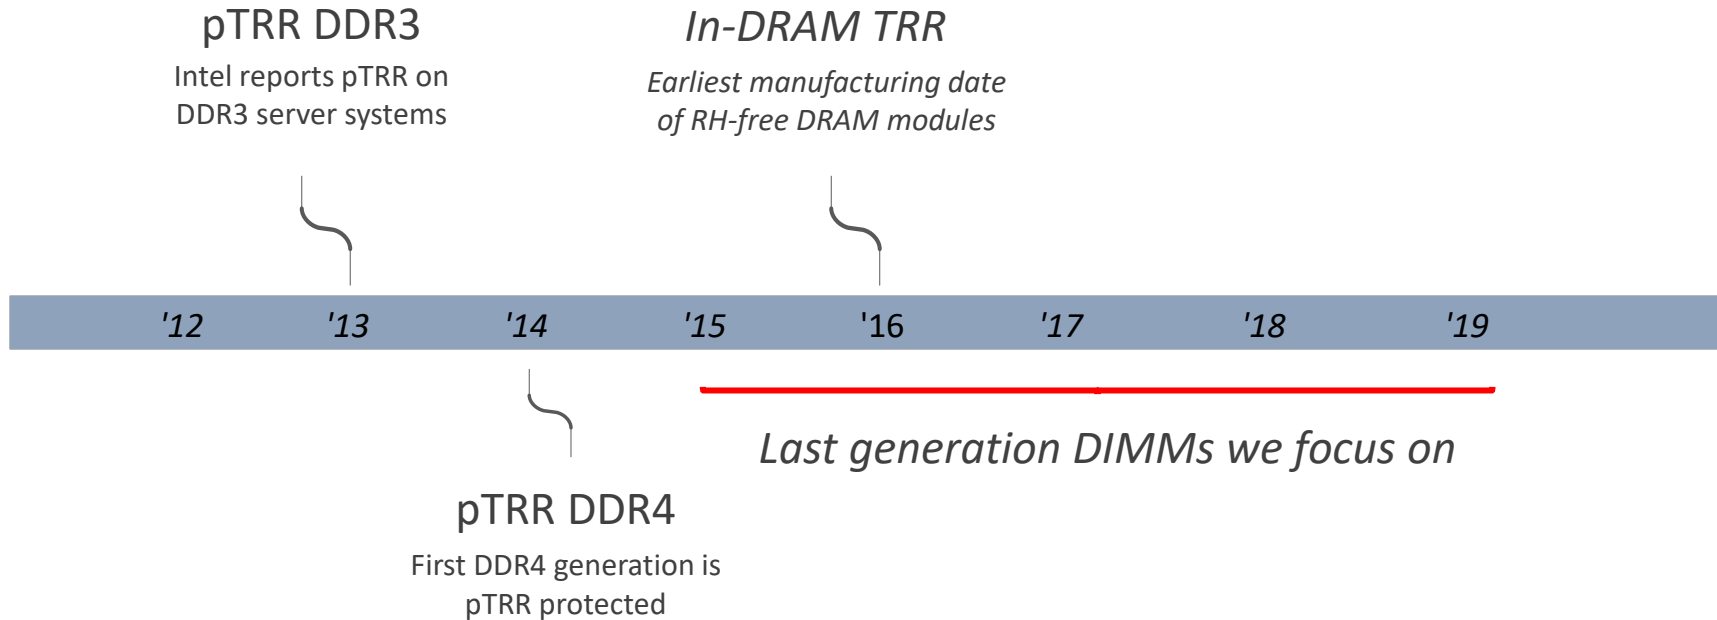 pTRR DDR3
Intel reports pTRR on
DDR3 server systems
In-DRAM TRR
Earliest manufacturing date
of RH-free DRAM modules
'12 '13 '14 '15 '16 '17 '18 '19
Last generation DIMMs we focus on
pTRR DDR4
First DDR4 generation is
pTRR protected